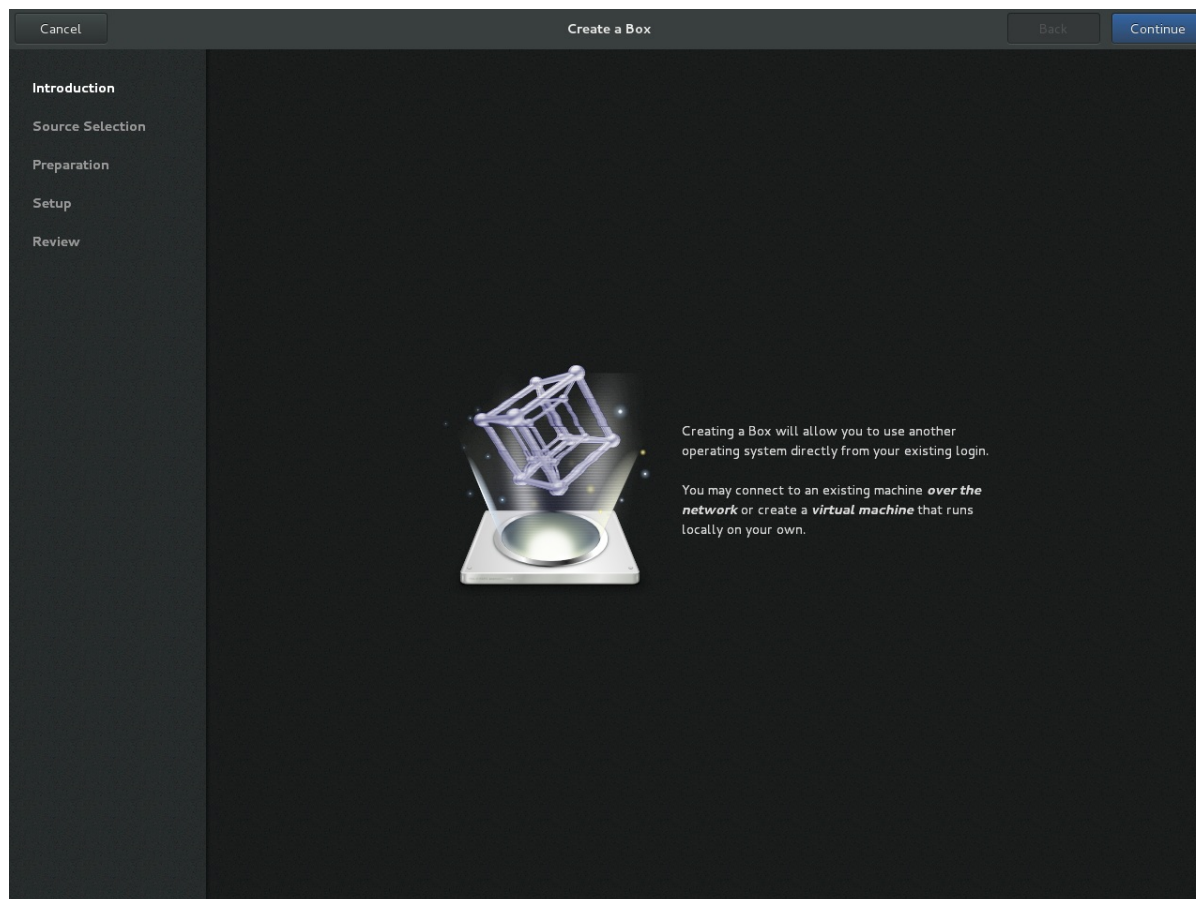 Cancel
Create a Box
Back
Continue
Introduction
Source Selection
Preparation
Setup
Review
Creating a Box will allow you to use another
operating system directly from your existing login.
You may connect to an existing machine over the
network or create a virtual machine that runs
locally on your own.